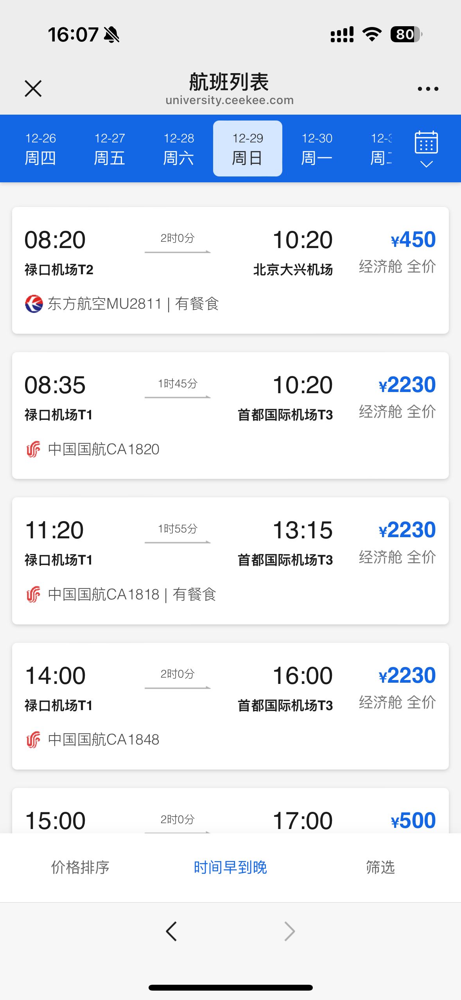 16:07
80
航班列表
university.ceekee.com
12-26 12-27 12-28 12-29 12-30 12-
周四 周五 周六 周日 周一 周
08:20 2时0分 10:20 ¥450
禄口机场T2 北京大兴机场 经济舱 全价
东方航空MU2811 | 有餐食
08:35 1时45分 10:20 ¥2230
禄口机场T1 首都国际机场T3 经济舱 全价
中国国航CA1820
11:20 1时55分 13:15 ¥2230
禄口机场T1 首都国际机场T3 经济舱 全价
中国国航CA1818 | 有餐食
14:00 2时0分 16:00 ¥2230
禄口机场T1 首都国际机场T3 经济舱 全价
中国国航CA1848
15:00 2时0分 17:00 ¥500
价格排序 时间早到晚 筛选